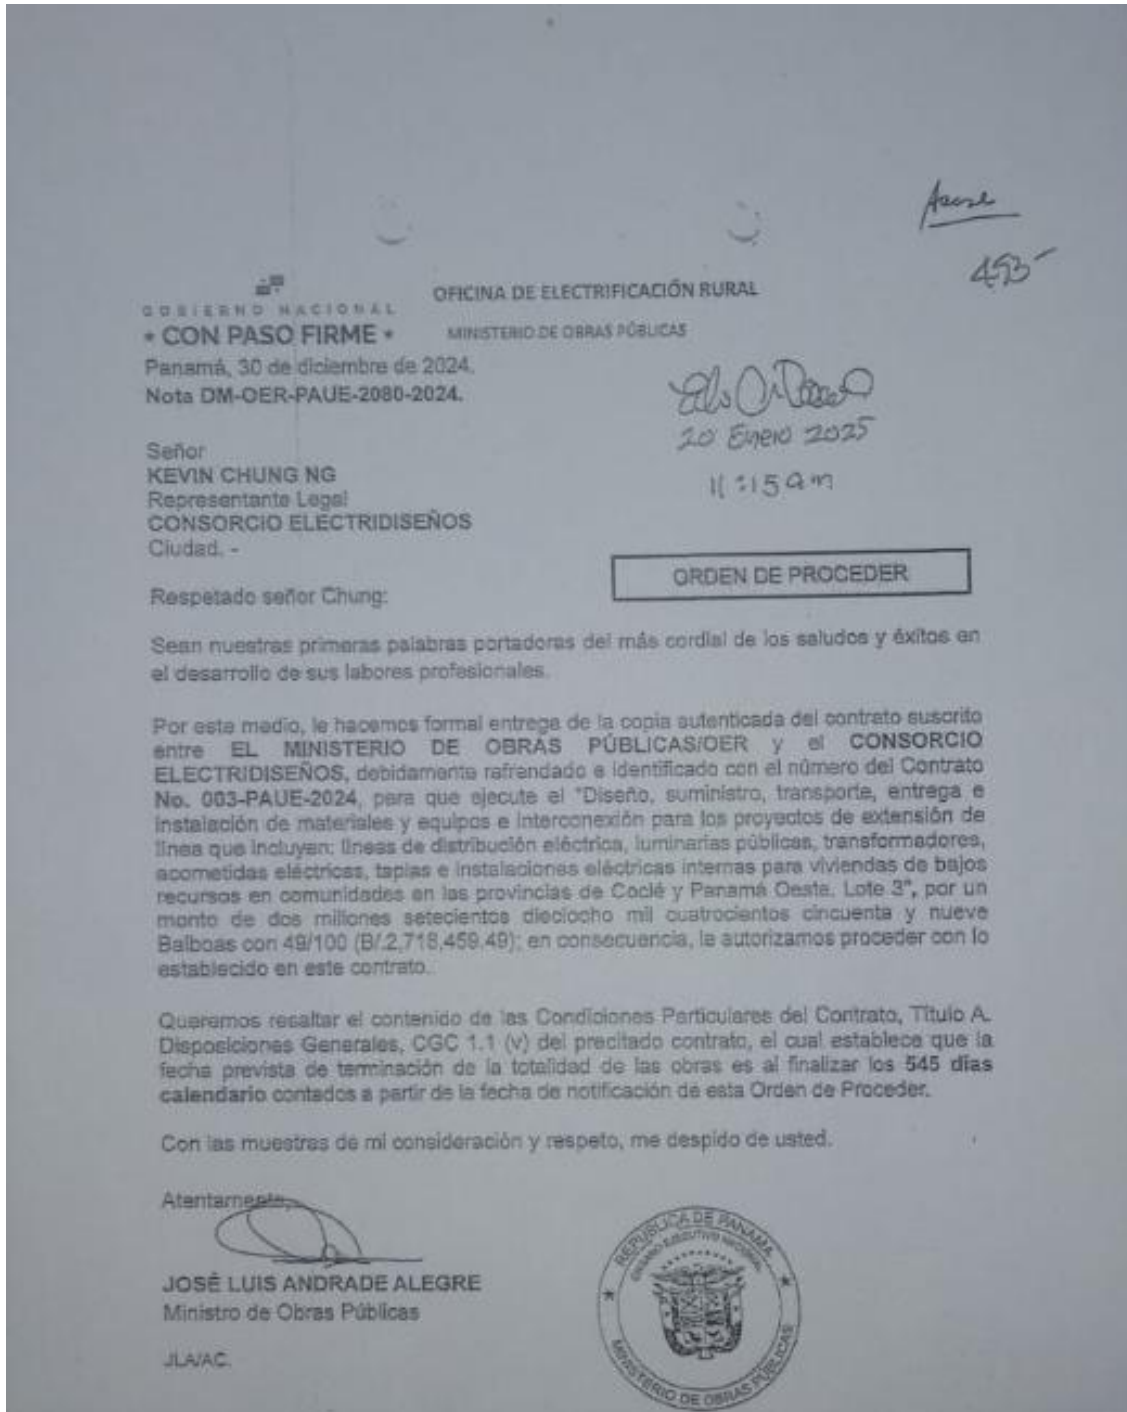 453
GOBIERNO NACIONAL
OFICINA DE ELECTRIFICACIÓN RURAL
* CON PASO FIRME *
MINISTERIO DE OBRAS PÚBLICAS
Panamá, 30 de diciembre de 2024.
Nota DM-OER-PAUE-2080-2024.
20 Enero 2025
11:15 am
Señor
KEVIN CHUNG NG
Representante Legal
CONSORCIO ELECTRIDISEÑOS
Ciudad. -
ORDEN DE PROCEDER
Respetado señor Chung:
Sean nuestras primeras palabras portadoras del más cordial de los saludos y éxitos en
el desarrollo de sus labores profesionales.
Por este medio, le hacemos formal entrega de la copia autenticada del contrato suscrito
entre EL MINISTERIO DE OBRAS PÚBLICAS/OER y el CONSORCIO
ELECTRIDISEÑOS, debidamente refrendado e identificado con el número del Contrato
No. 003-PAUE-2024, para que ejecute el "Diseño, suministro, transporte, entrega e
instalación de materiales y equipos e interconexión para los proyectos de extensión de
línea que incluyen: líneas de distribución eléctrica, luminarias públicas, transformadores,
acometidas eléctricas, tapias e instalaciones eléctricas internas para viviendas de bajos
recursos en comunidades en las provincias de Coclé y Panamá Oeste. Lote 3", por un
monto de dos millones setecientos dieciocho mil cuatrocientos cincuenta y nueve
Balboas con 49/100 (B/.2,718,459.49); en consecuencia, le autorizamos proceder con lo
establecido en este contrato.
Queremos resaltar el contenido de las Condiciones Particulares del Contrato, Título A.
Disposiciones Generales, CGC 1.1 (v) del precitado contrato, el cual establece que la
fecha prevista de terminación de la totalidad de las obras es al finalizar los 545 días
calendario contados a partir de la fecha de notificación de esta Orden de Proceder.
Con las muestras de mi consideración y respeto, me despido de usted.
Atentamente,
JOSÉ LUIS ANDRADE ALEGRE
Ministro de Obras Públicas
JLA/AC.
REPÚBLICA DE PANAMÁ
ÓRGANO EJECUTIVO NACIONAL
MINISTERIO DE OBRAS PÚBLICAS